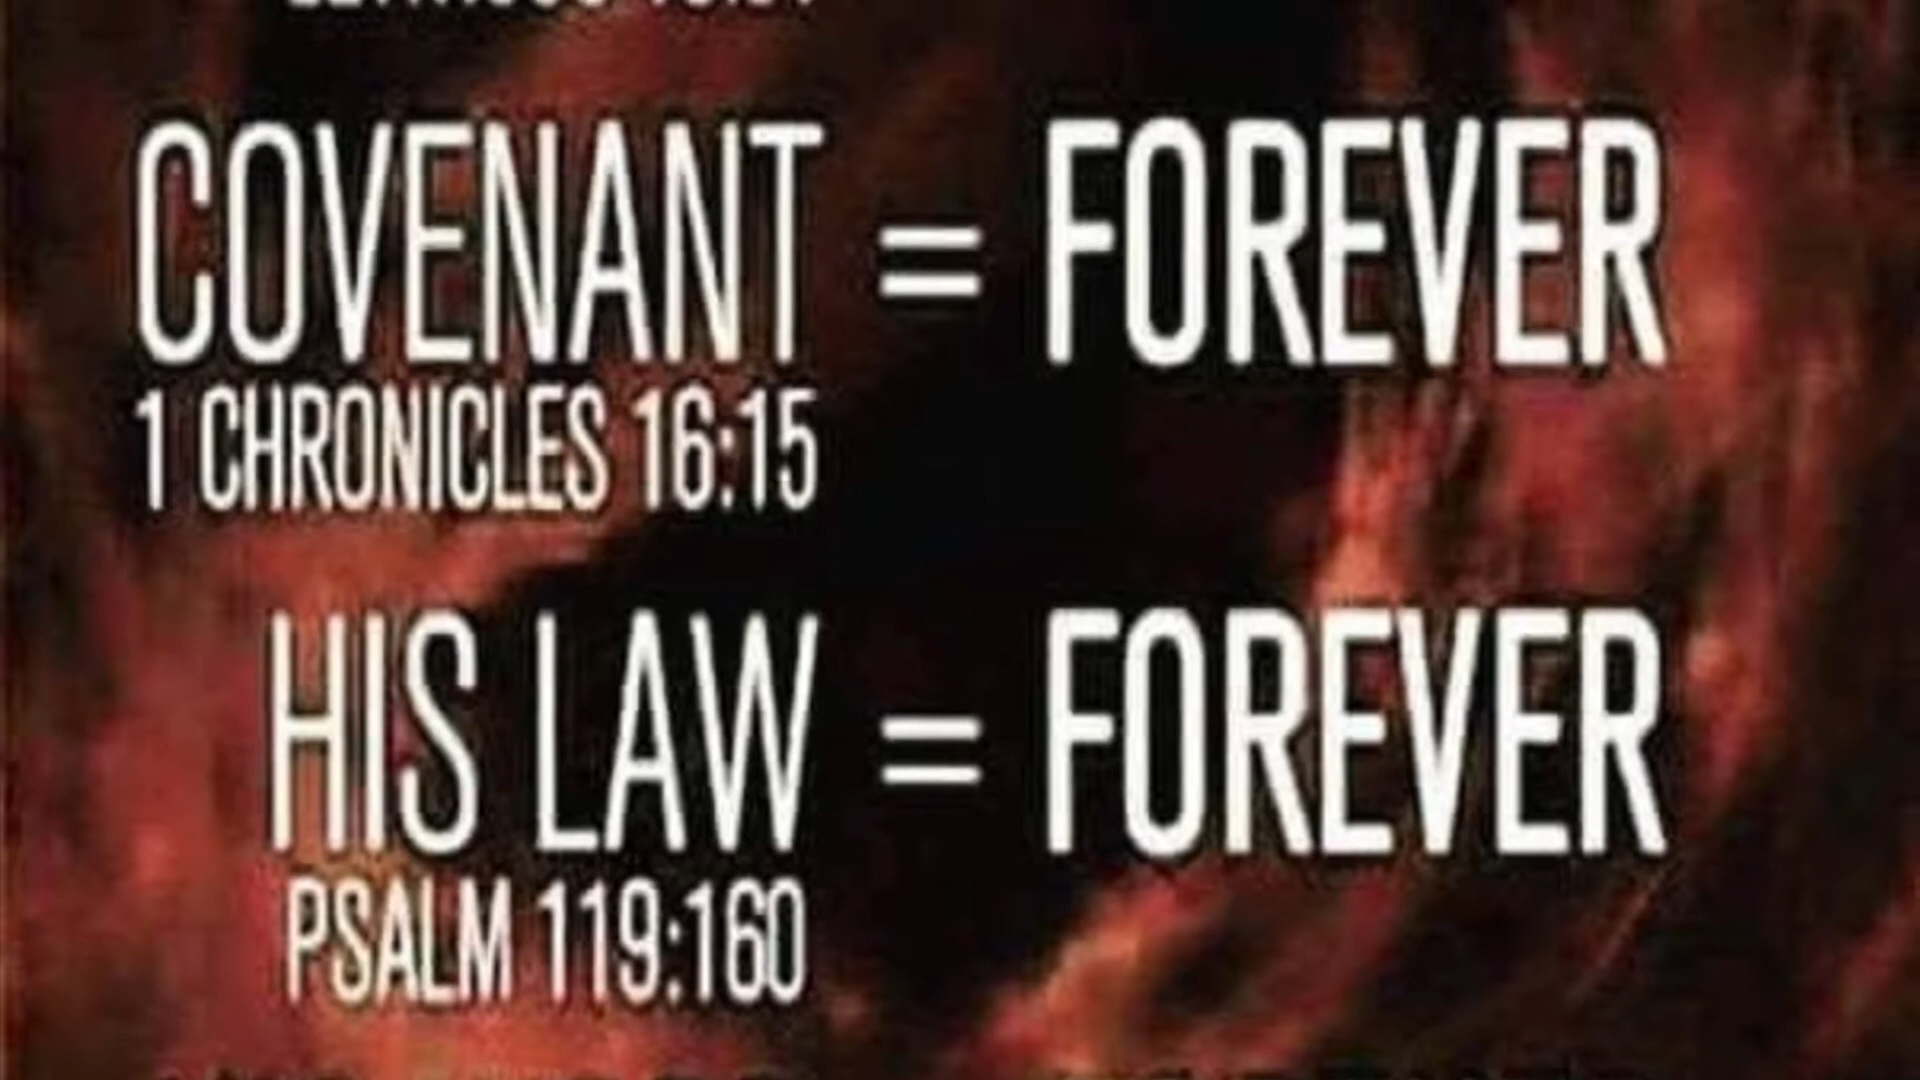 COVENANT = FOREVER
1 CHRONICLES 16:15
HIS LAW = FOREVER
PSALM 119:160